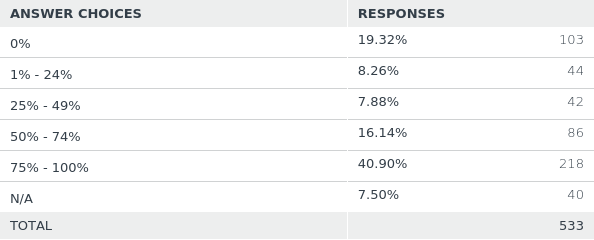 ANSWER CHOICES RESPONSES
0% 19.32% 103
1% - 24% 8.26% 44
25% - 49% 7.88% 42
50% - 74% 16.14% 86
75% - 100% 40.90% 218
N/A 7.50% 40
TOTAL 533